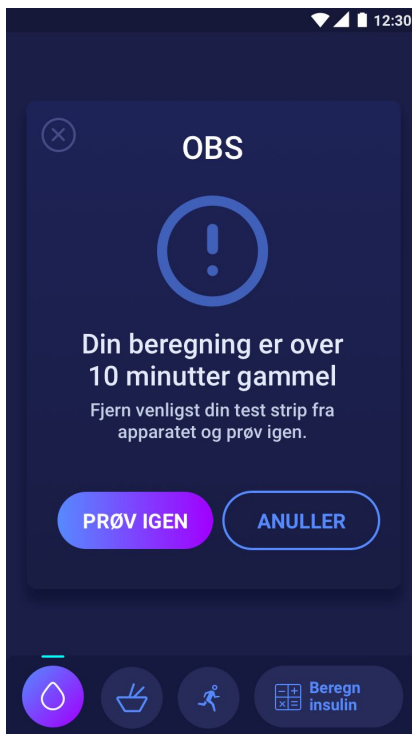 12:30
OBS
Din beregning er over
10 minutter gammel
Fjern venligst din test strip fra
apparatet og prøv igen.
PRØV IGEN
ANULLER
Beregn
insulin